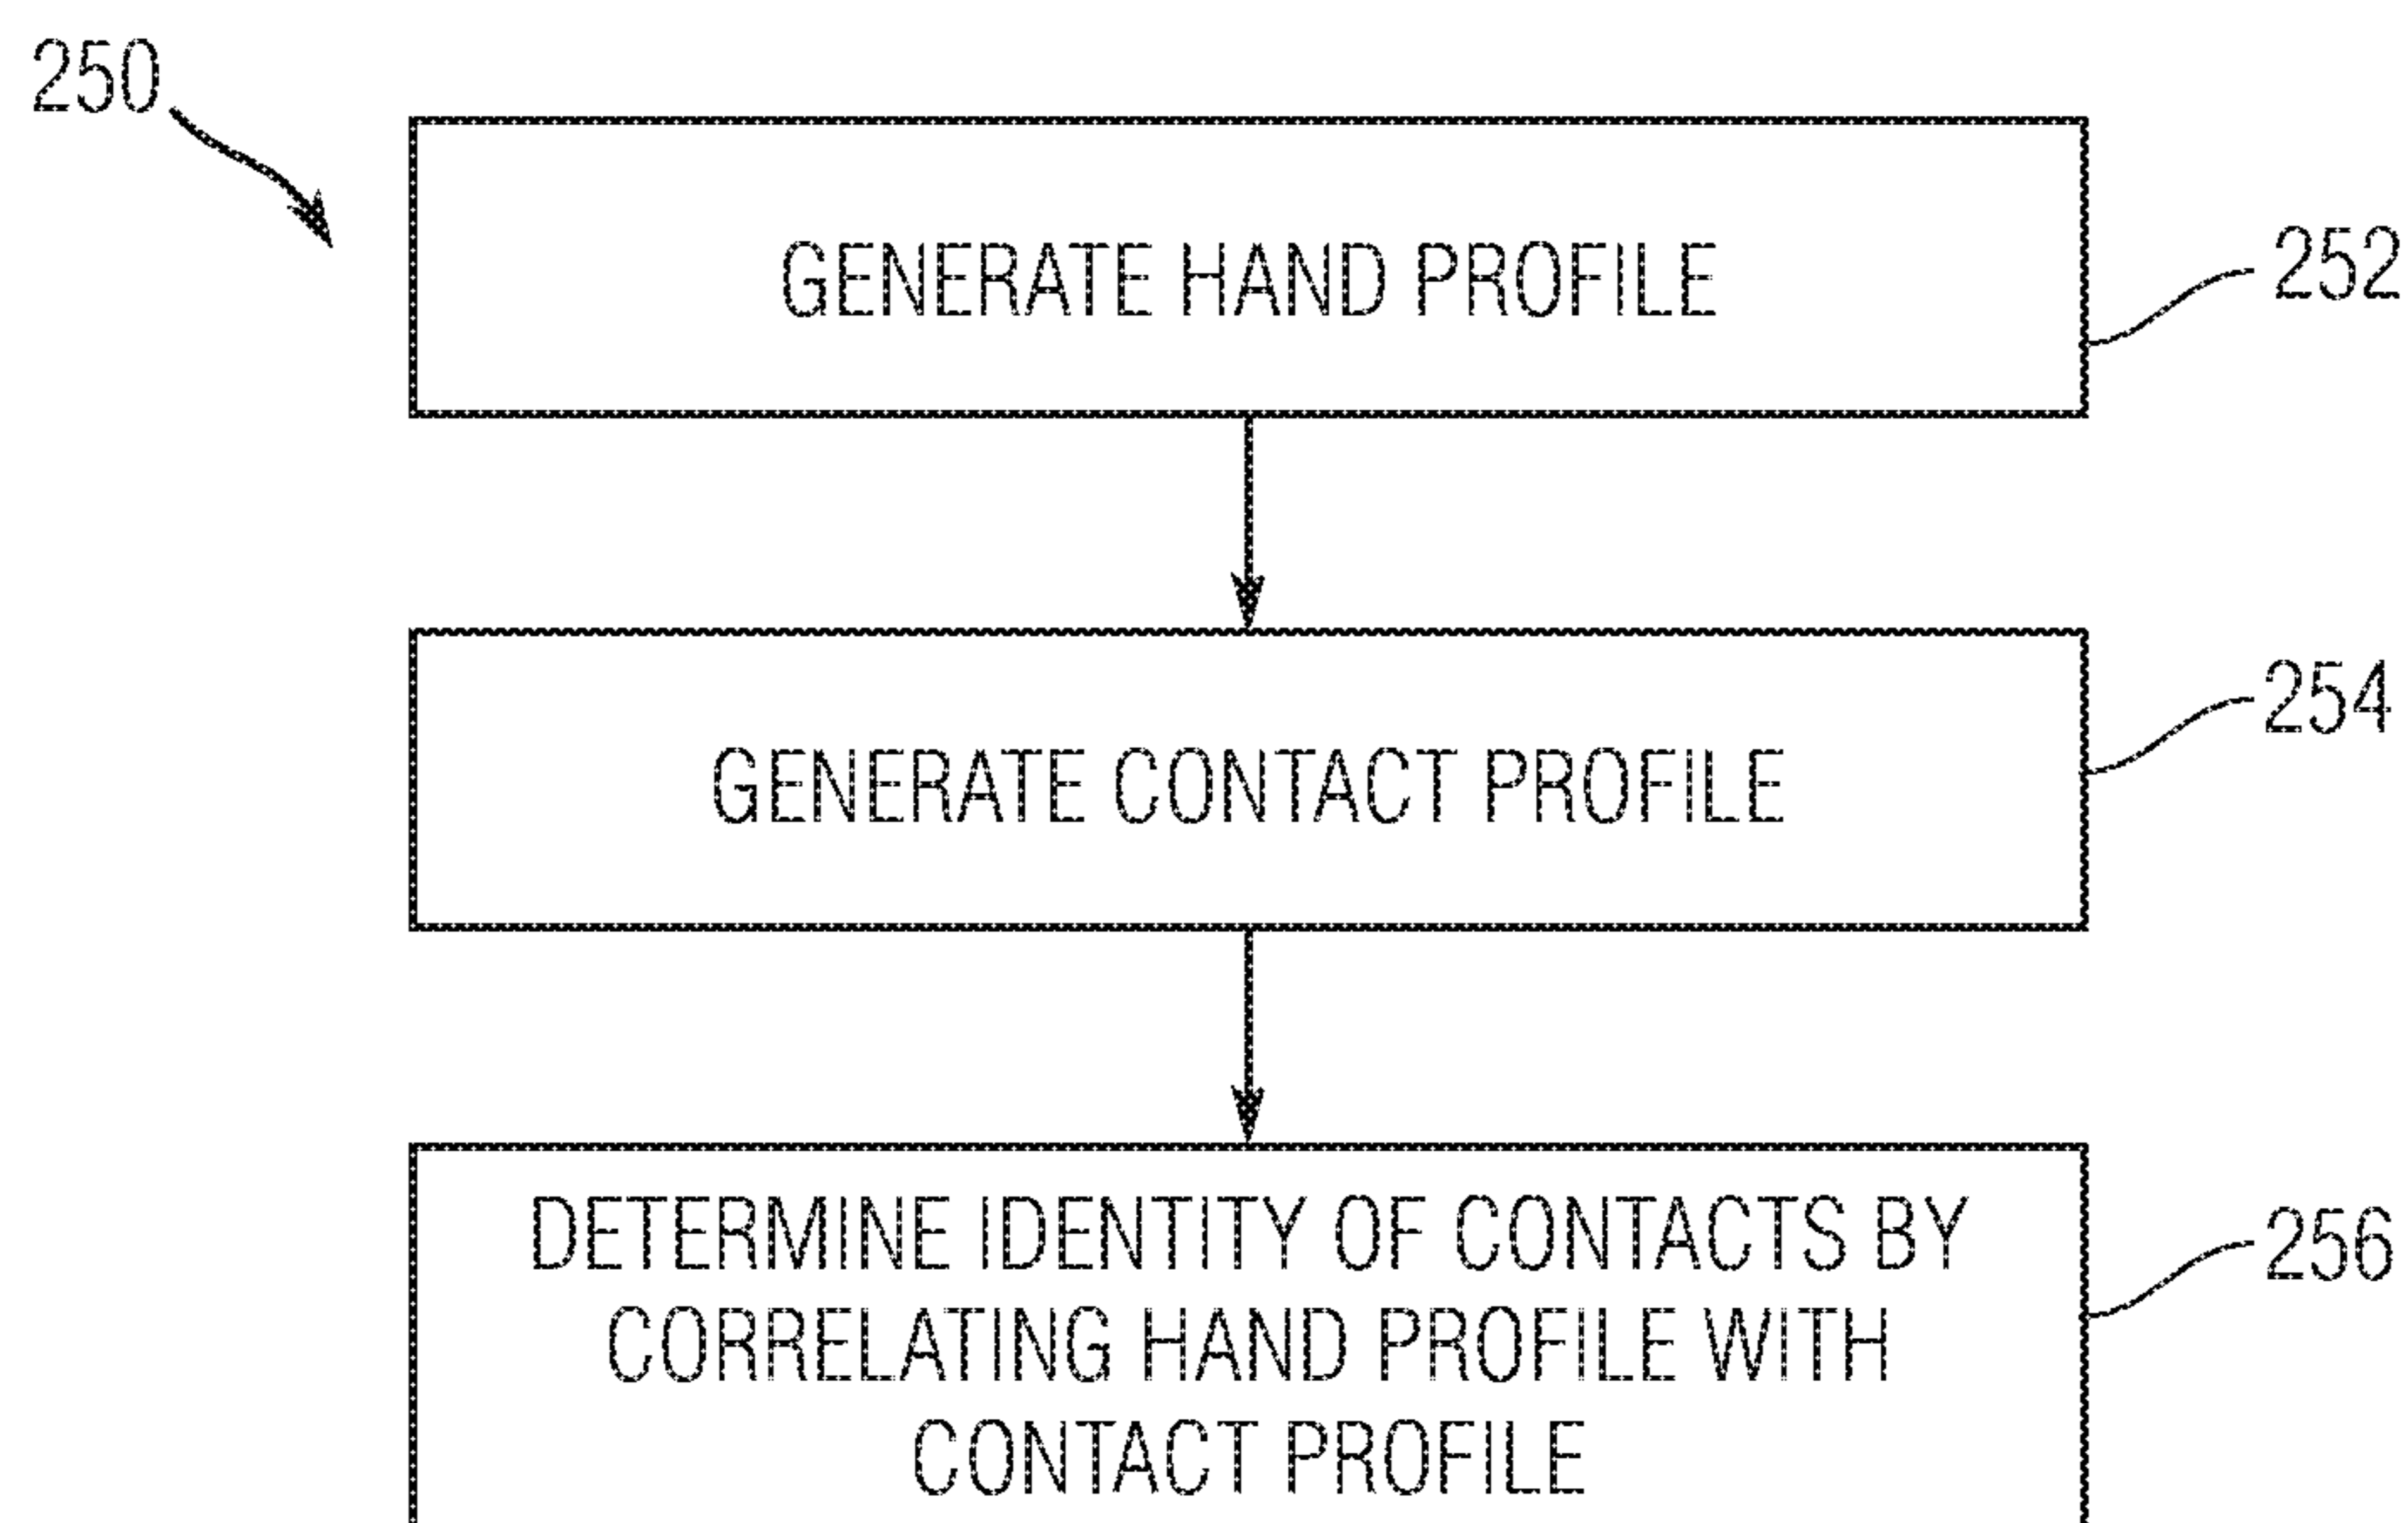 250
GENERATE HAND PROFILE
252
GENERATE CONTACT PROFILE
254
DETERMINE IDENTITY OF CONTACTS BY
CORRELATING HAND PROFILE WITH
CONTACT PROFILE
256